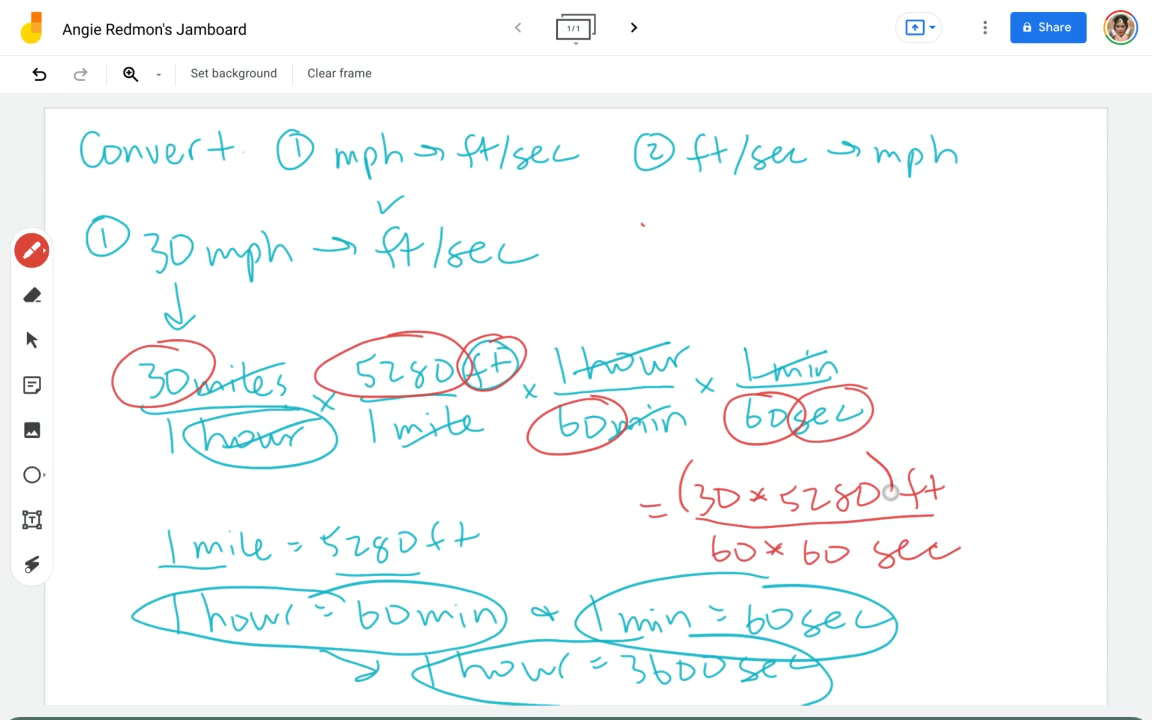 Angie Redmon's Jamboard
1/1
Share
Set background
Clear frame
Convert ① mph → ft/sec ② ft/sec → mph
① 30 mph → ft/sec
30 miles × 5280 ft × 1 hour × 1 min
1 hour 1 mile 60 min 60 sec
= (30 × 5280) ft
60 × 60 sec
1 mile = 5280 ft
1 hour = 60 min & 1 min = 60 sec
1 hour = 3600 sec